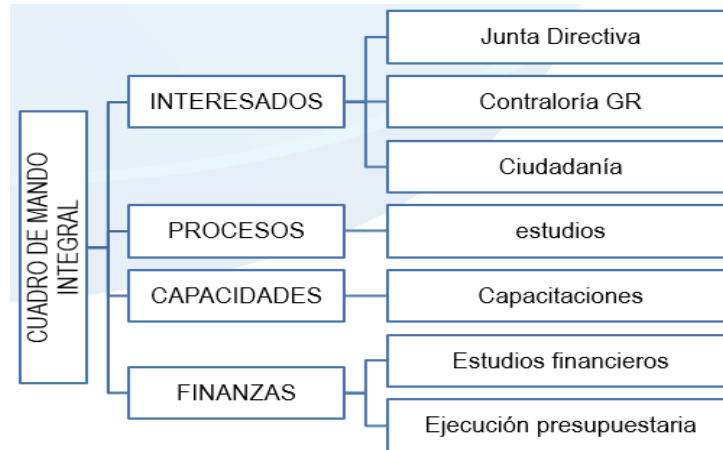 CUADRO DE MANDO
INTEGRAL
INTERESADOS
Junta Directiva
Contraloría GR
Ciudadanía
PROCESOS
estudios
CAPACIDADES
Capacitaciones
FINANZAS
Estudios financieros
Ejecución presupuestaria